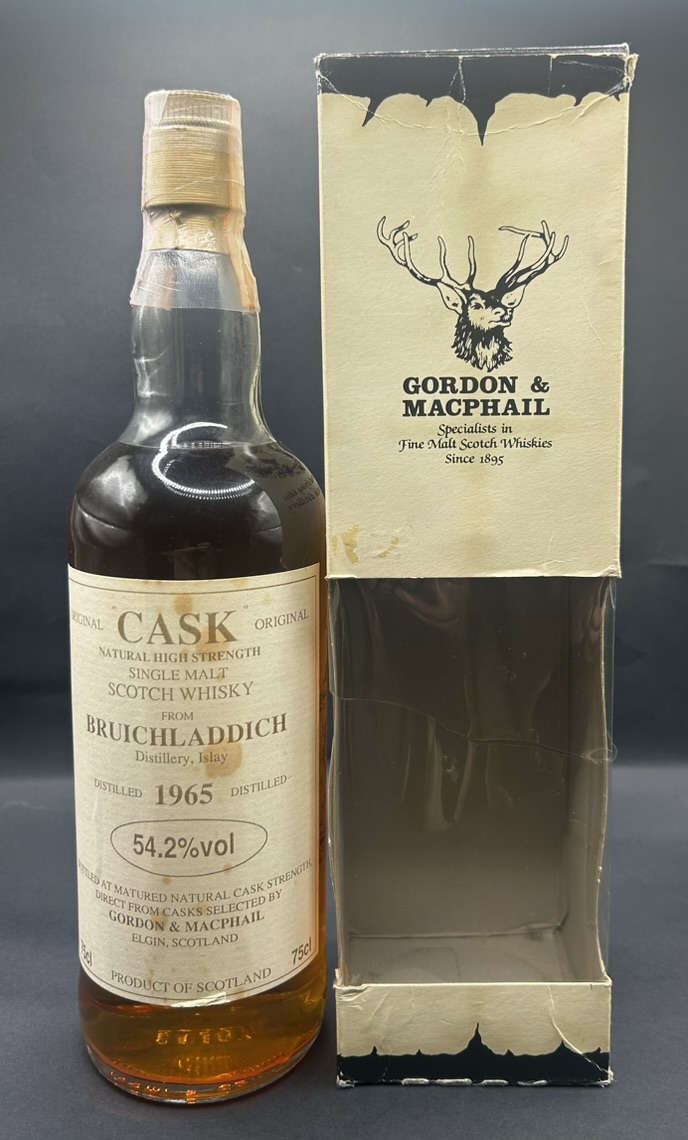 "CASK"
ORIGINAL
NATURAL HIGH STRENGTH
SINGLE MALT
SCOTCH WHISKY
FROM
BRUICHLADDICH
Distillery, Islay
DISTILLED 1965 DISTILLED
54.2%vol
AT MATURED NATURAL CASK STRENGTH,
DIRECT FROM CASKS SELECTED BY
GORDON & MACPHAIL
ELGIN, SCOTLAND
75cl
PRODUCT OF SCOTLAND
GORDON &
MACPHAIL
Specialists in
Fine Malt Scotch Whiskies
Since 1895